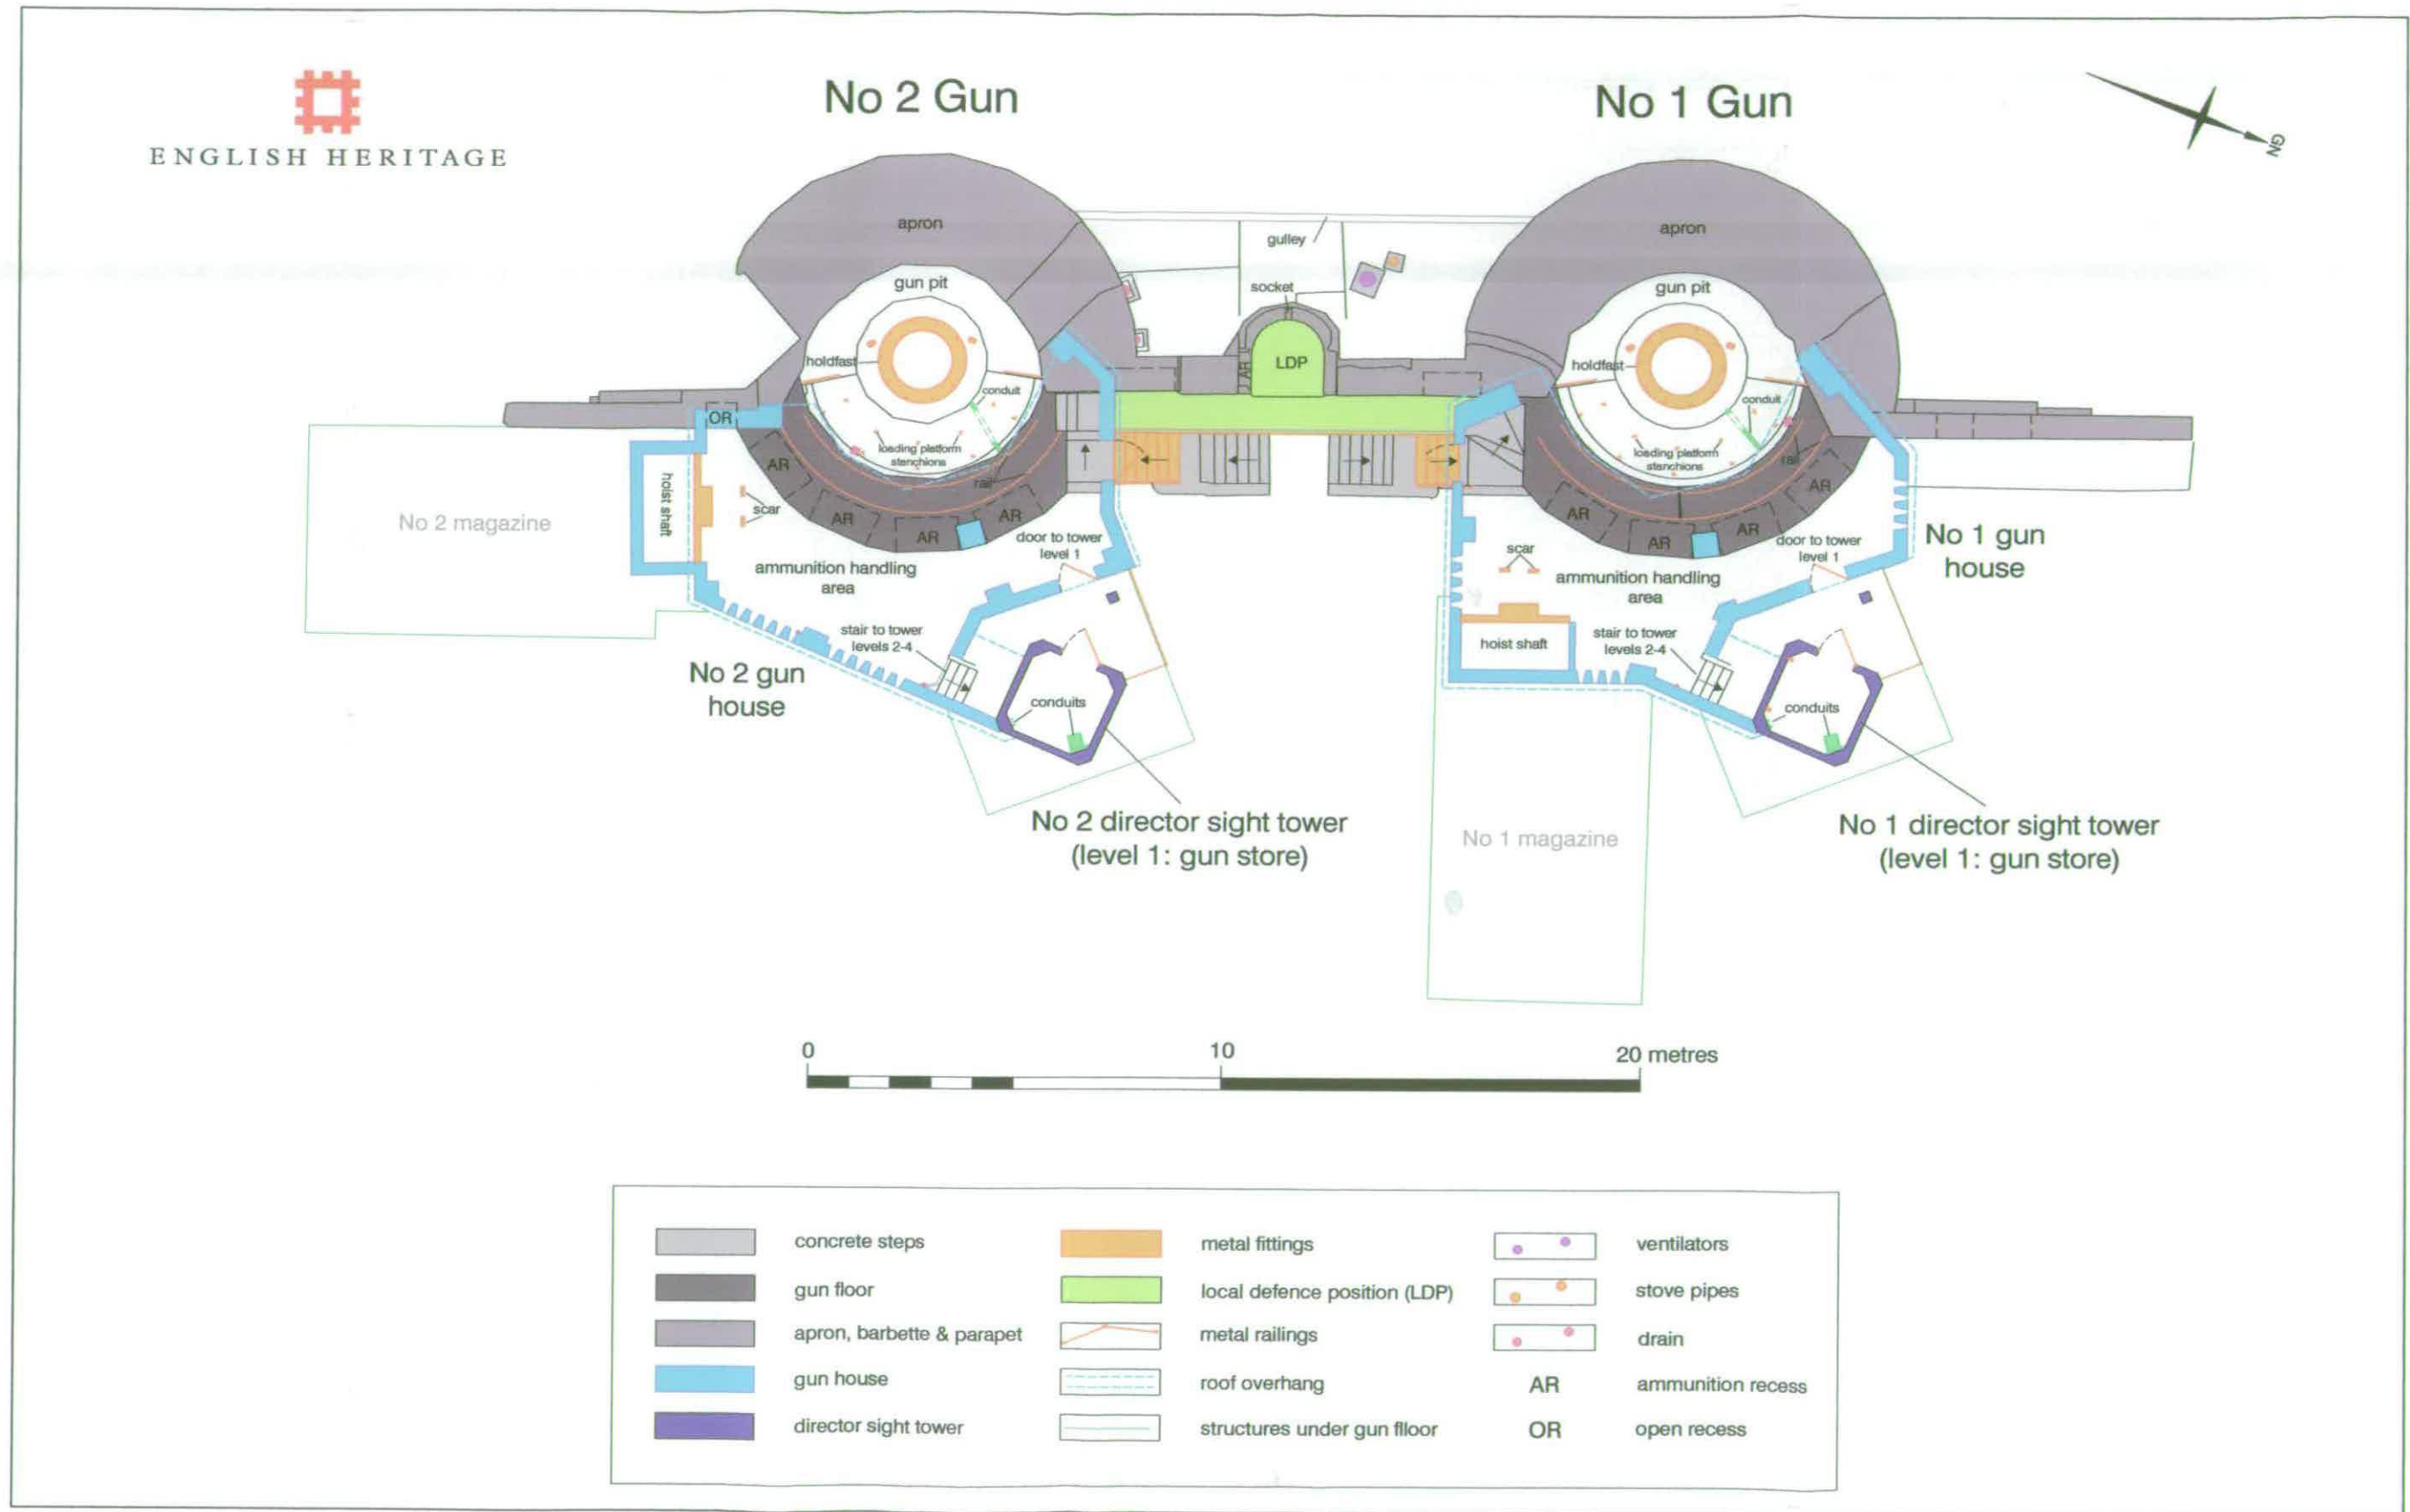 No 2 Gun
No 1 Gun
GN
ENGLISH HERITAGE
apron
apron
gulley
gun pit
gun pit
socket
holdfast
LDP
holdfast
AR
conduit
conduit
OR
loading platform
stanchions
loading platform
stanchions
rail
rail
AR
AR
AR
AR
AR
AR
AR
AR
hoist shaft
scar
No 2 magazine
door to tower
level 1
door to tower
level 1
No 1 gun
house
scar
ammunition handling
area
ammunition handling
area
stair to tower
levels 2-4
stair to tower
levels 2-4
hoist shaft
No 2 gun
house
conduits
conduits
No 2 director sight tower
(level 1: gun store)
No 1 director sight tower
(level 1: gun store)
No 1 magazine
0
10
20 metres
concrete steps
gun floor
apron, barbette & parapet
gun house
director sight tower
metal fittings
local defence position (LDP)
metal railings
roof overhang
structures under gun flloor
ventilators
stove pipes
drain
AR
ammunition recess
OR
open recess